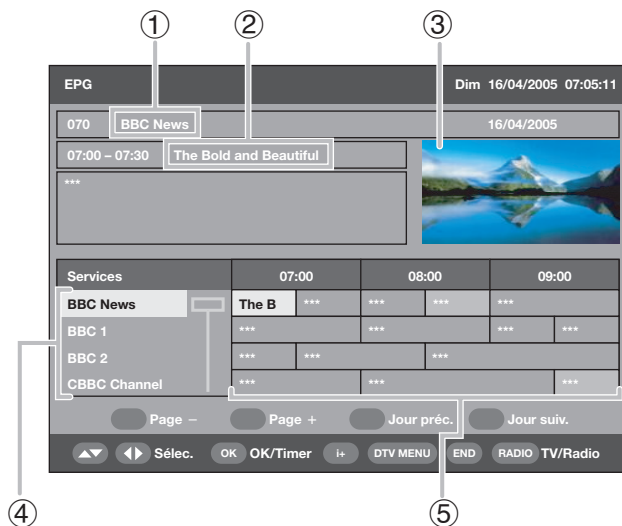 ① ② ③
EPG Dim 16/04/2005 07:05:11
070 BBC News 16/04/2005
07:00 – 07:30 The Bold and Beautiful
***
Services 07:00 08:00 09:00
BBC News The B *** *** *** ***
BBC 1 *** *** *** ***
BBC 2 *** *** ***
CBBC Channel *** *** ***
Page – Page + Jour préc. Jour suiv.
Sélec. OK OK/Timer i+ DTV MENU END RADIO TV/Radio
④ ⑤